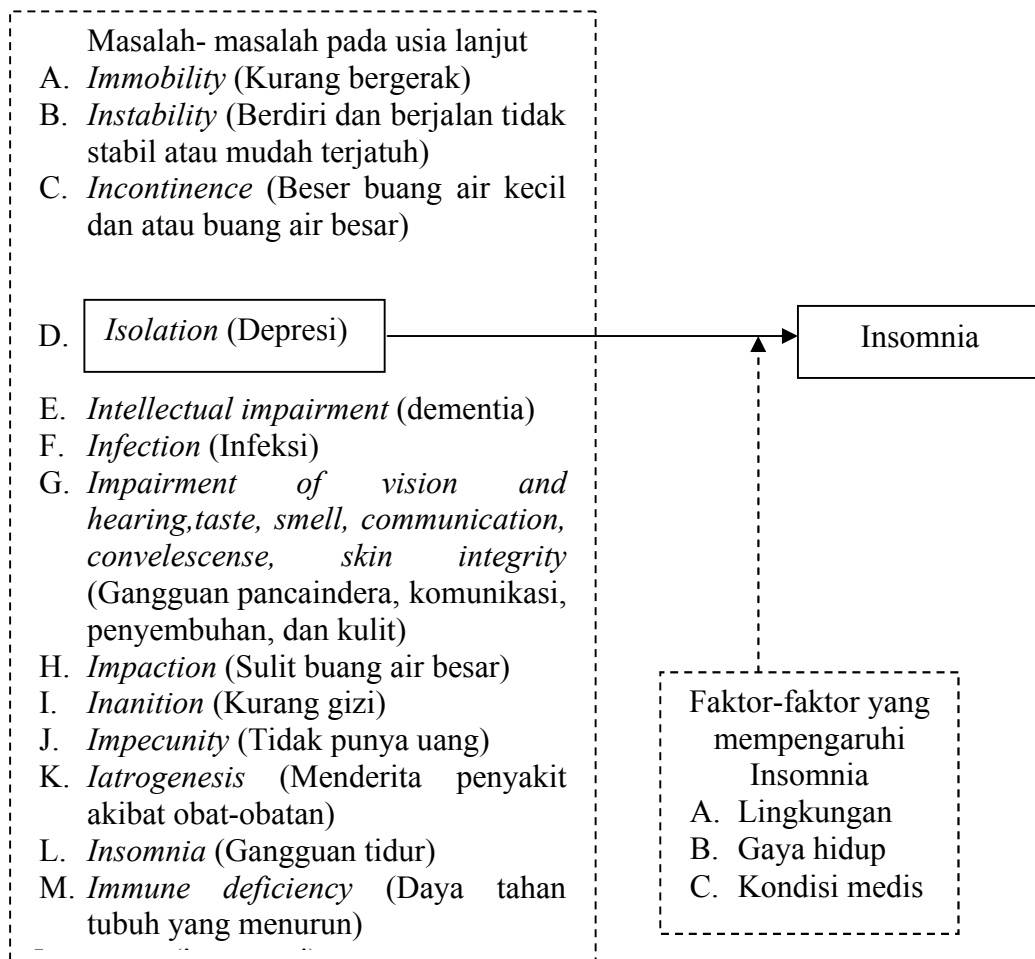 Masalah- masalah pada usia lanjut
A. Immobility (Kurang bergerak)
B. Instability (Berdiri dan berjalan tidak
stabil atau mudah terjatuh)
C. Incontinence (Beser buang air kecil
dan atau buang air besar)
D. Isolation (Depresi)
Insomnia
E. Intellectual impairment (dementia)
F. Infection (Infeksi)
G. Impairment of vision and
hearing,taste, smell, communication,
convelescense, skin integrity
(Gangguan pancaindera, komunikasi,
penyembuhan, dan kulit)
H. Impaction (Sulit buang air besar)
I. Inanition (Kurang gizi)
J. Impecunity (Tidak punya uang)
K. Iatrogenesis (Menderita penyakit
akibat obat-obatan)
L. Insomnia (Gangguan tidur)
M. Immune deficiency (Daya tahan
tubuh yang menurun)
Faktor-faktor yang
mempengaruhi
Insomnia
A. Lingkungan
B. Gaya hidup
C. Kondisi medis